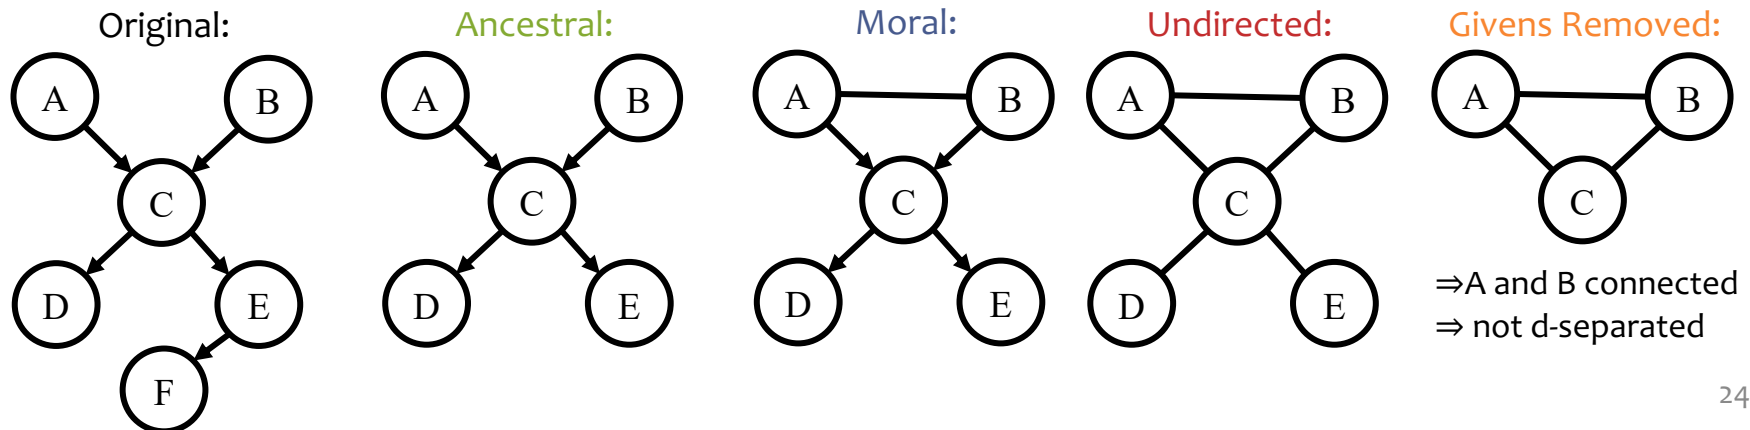 Original:
A
B
C
D
E
F
Ancestral:
A
B
C
D
E
Moral:
A
B
C
D
E
Undirected:
A
B
C
D
E
Givens Removed:
A
B
C
⇒A and B connected
⇒ not d-separated
24